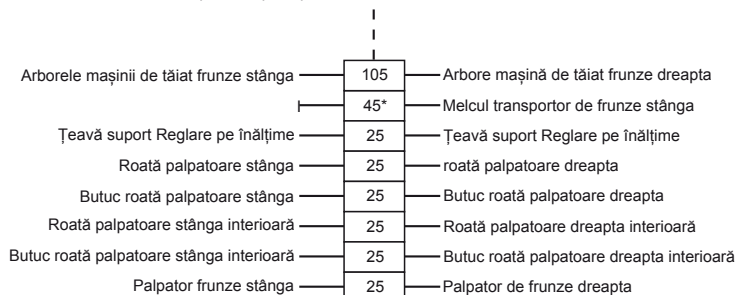 Arborele mașinii de tăiat frunze stânga 105 Arbore mașină de tăiat frunze dreapta
45* Melcul transportor de frunze stânga
Țeavă suport Reglare pe înălțime 25 Țeavă suport Reglare pe înălțime
Roată palpatoare stânga 25 roată palpatoare dreapta
Butuc roată palpatoare stânga 25 Butuc roată palpatoare dreapta
Roată palpatoare stânga interioară 25 Roată palpatoare dreapta interioară
Butuc roată palpatoare stânga interioară 25 Butuc roată palpatoare dreapta interioară
Palpator frunze stânga 25 Palpator de frunze dreapta